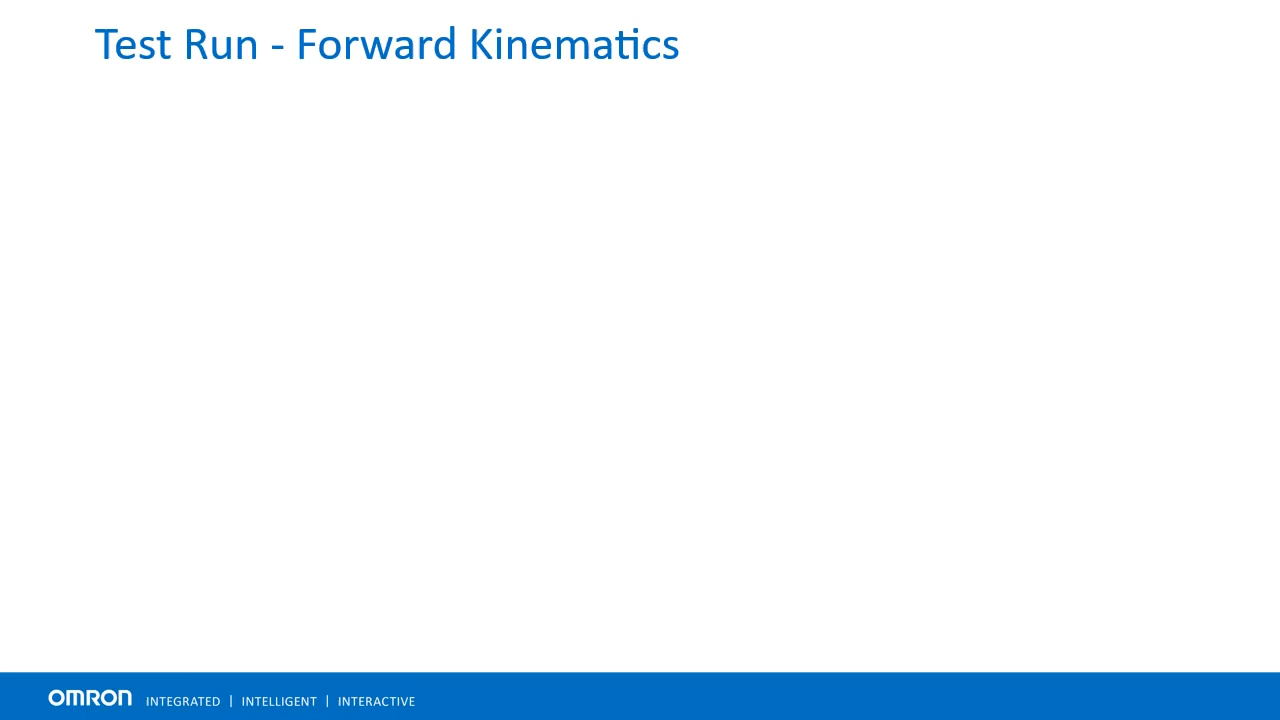 Test Run - Forward Kinematics
OMRON INTEGRATED | INTELLIGENT | INTERACTIVE